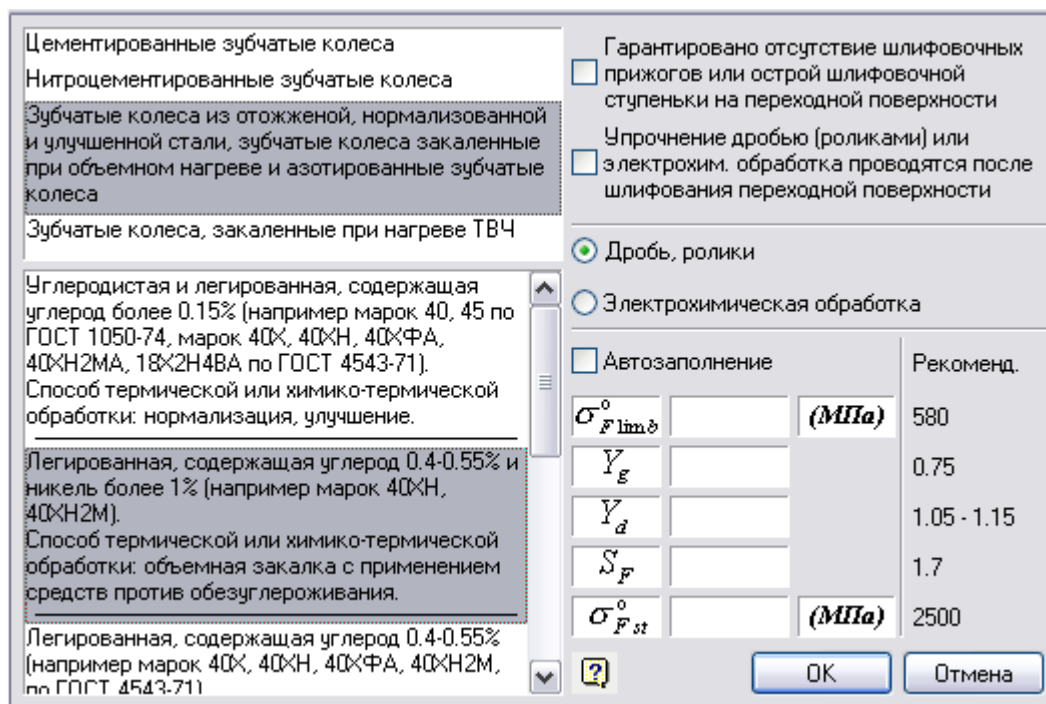 Цементированные зубчатые колеса
Нитроцементированные зубчатые колеса
Зубчатые колеса из отожженой, нормализованной
и улучшенной стали, зубчатые колеса закаленные
при объемном нагреве и азотированные зубчатые
колеса
Зубчатые колеса, закаленные при нагреве ТВЧ
Углеродистая и легированная, содержащая
углерод более 0.15% (например марок 40, 45 по
ГОСТ 1050-74, марок 40Х, 40ХН, 40ХФА,
40ХН2МА, 18Х2Н4ВА по ГОСТ 4543-71).
Способ термической или химико-термической
обработки: нормализация, улучшение.
Легированная, содержащая углерод 0.4-0.55% и
никель более 1% (например марок 40ХН,
40ХН2М).
Способ термической или химико-термической
обработки: объемная закалка с применением
средств против обезуглероживания.
Легированная, содержащая углерод 0.4-0.55%
(например марок 40Х, 40ХН, 40ХФА, 40ХН2М,
по ГОСТ 4543-71)
Гарантировано отсутствие шлифовочных
прижогов или острой шлифовочной
ступеньки на переходной поверхности
Упрочнение дробью (роликами) или
электрохим. обработка проводятся после
шлифования переходной поверхности
Дробь, ролики
Электрохимическая обработка
Автозаполнение Рекоменд.
σ°F lim b (МПа) 580
Yg 0.75
Yd 1.05 - 1.15
SF 1.7
σ°F st (МПа) 2500
? OK Отмена